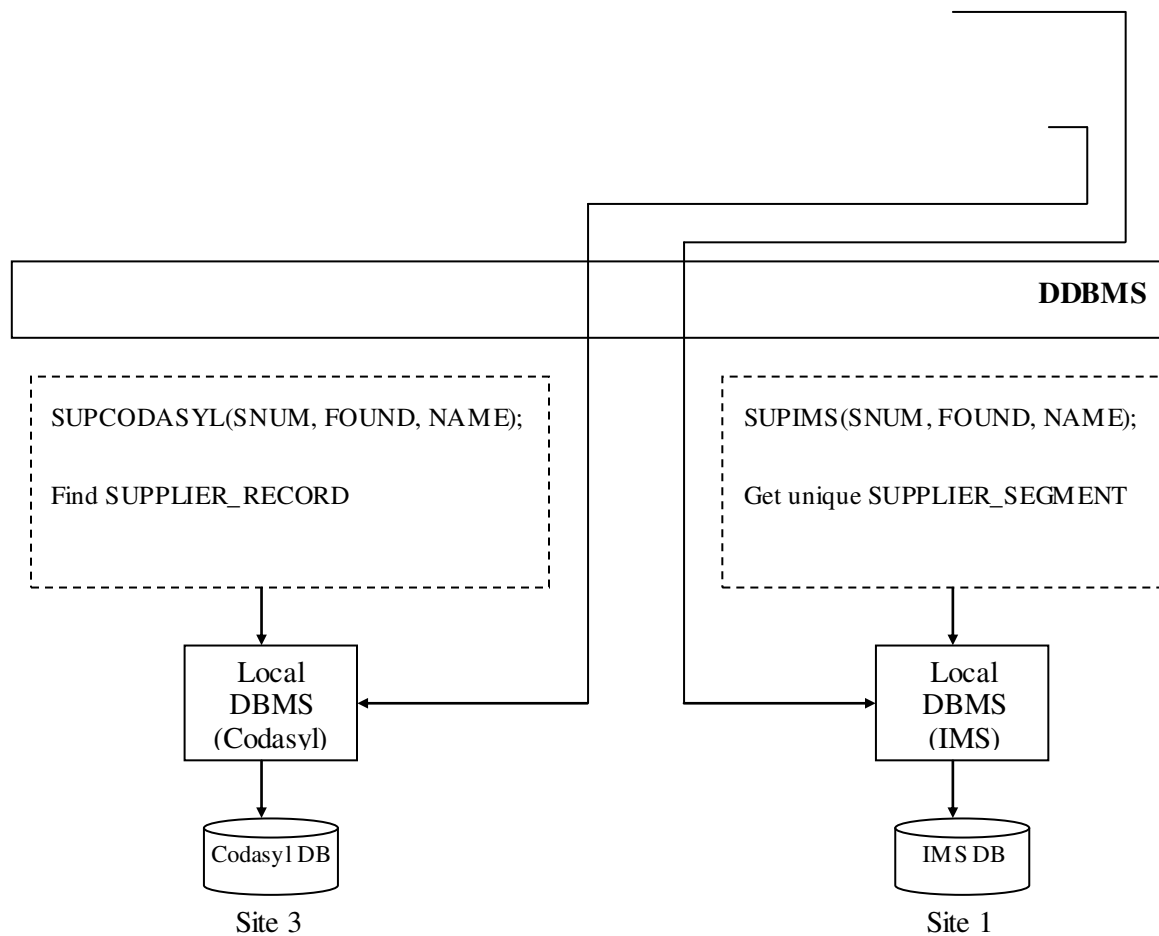 DDBMS
SUPCODASYL(SNUM, FOUND, NAME);
Find SUPPLIER_RECORD
SUPIMS(SNUM, FOUND, NAME);
Get unique SUPPLIER_SEGMENT
Local
DBMS
(Codasyl)
Local
DBMS
(IMS)
Codasyl DB
IMS DB
Site 3
Site 1